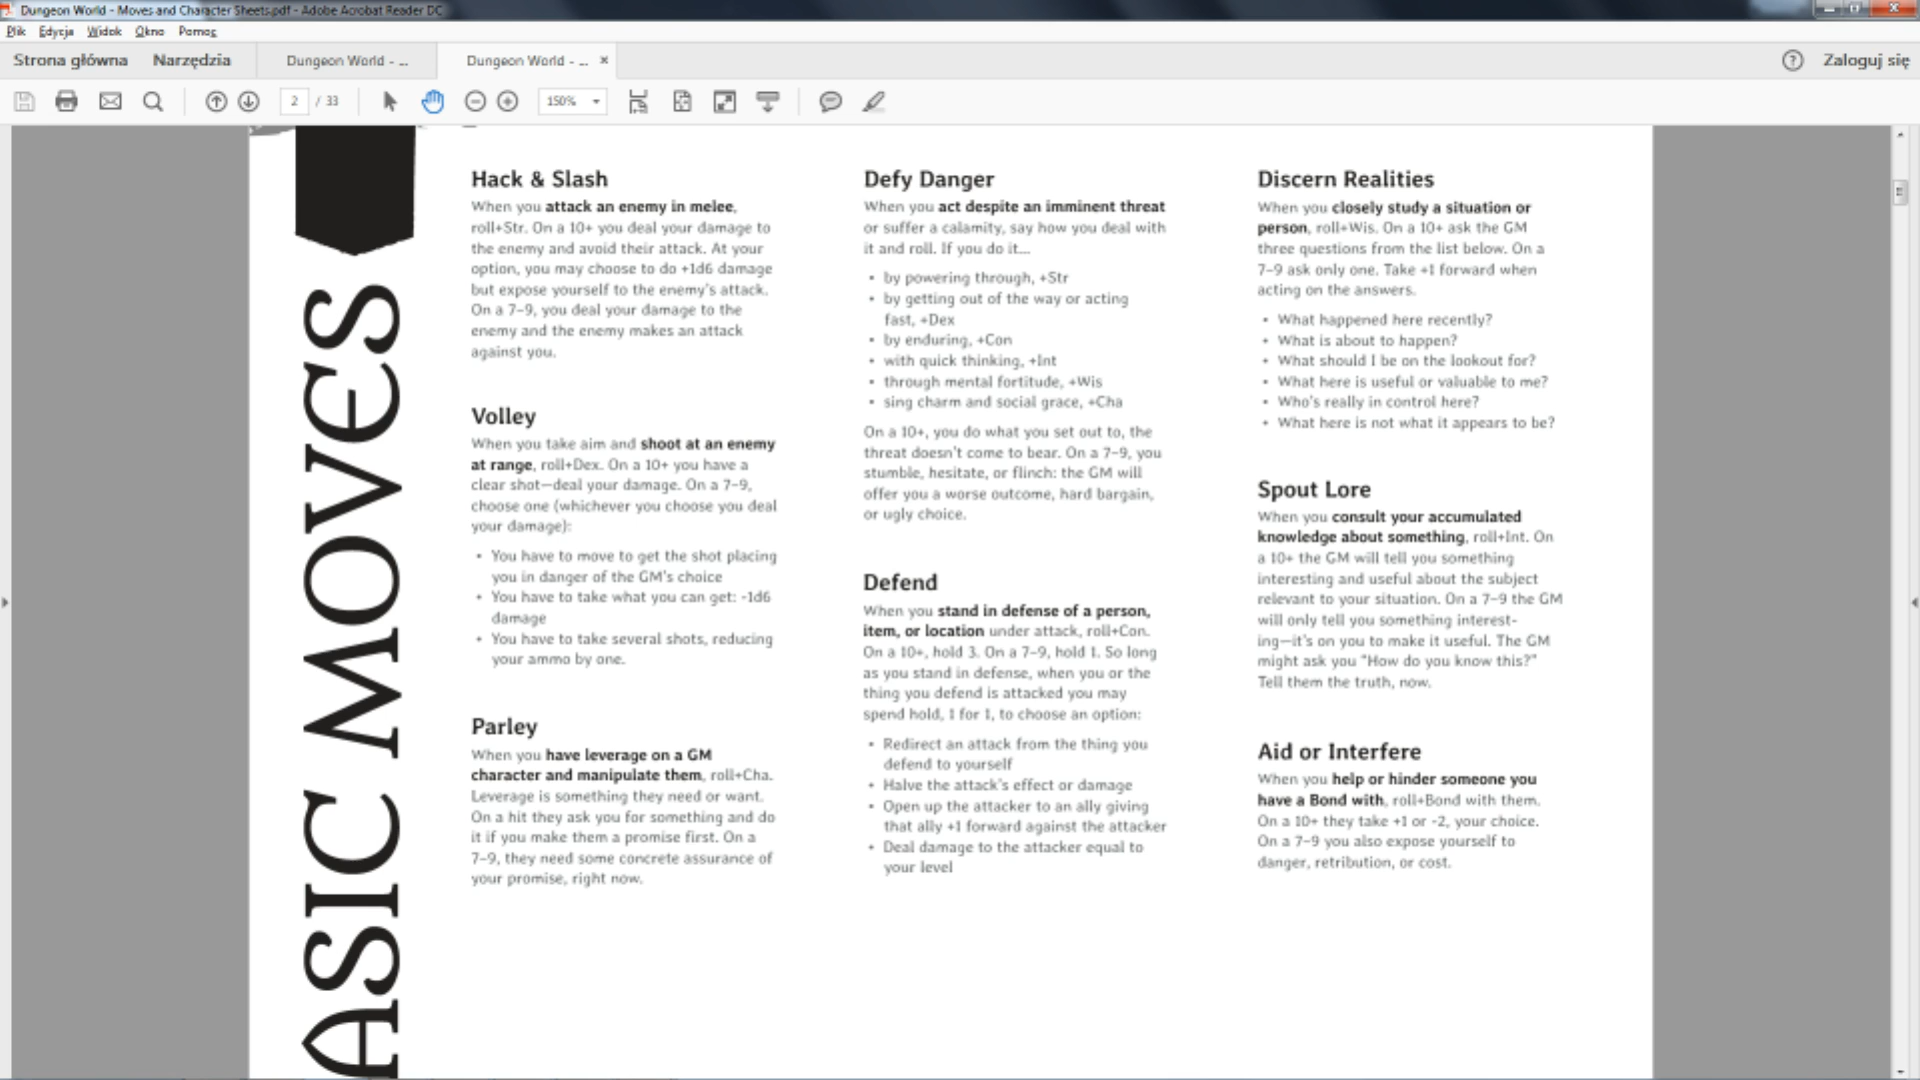 Dungeon World - Moves and Character Sheets.pdf - Adobe Acrobat Reader DC
Plik Edycja Widok Okno Pomoc
Strona główna Narzędzia Dungeon World - ... Dungeon World - ... × ? Zaloguj się
2 / 33 150%
BASIC MOVES
Hack & Slash
When you attack an enemy in melee,
roll+Str. On a 10+ you deal your damage to
the enemy and avoid their attack. At your
option, you may choose to do +1d6 damage
but expose yourself to the enemy's attack.
On a 7–9, you deal your damage to the
enemy and the enemy makes an attack
against you.
Volley
When you take aim and shoot at an enemy
at range, roll+Dex. On a 10+ you have a
clear shot—deal your damage. On a 7–9,
choose one (whichever you choose you deal
your damage):
• You have to move to get the shot placing
you in danger of the GM's choice
• You have to take what you can get: -1d6
damage
• You have to take several shots, reducing
your ammo by one.
Parley
When you have leverage on a GM
character and manipulate them, roll+Cha.
Leverage is something they need or want.
On a hit they ask you for something and do
it if you make them a promise first. On a
7–9, they need some concrete assurance of
your promise, right now.
Defy Danger
When you act despite an imminent threat
or suffer a calamity, say how you deal with
it and roll. If you do it...
• by powering through, +Str
• by getting out of the way or acting
fast, +Dex
• by enduring, +Con
• with quick thinking, +Int
• through mental fortitude, +Wis
• sing charm and social grace, +Cha
On a 10+, you do what you set out to, the
threat doesn't come to bear. On a 7–9, you
stumble, hesitate, or flinch: the GM will
offer you a worse outcome, hard bargain,
or ugly choice.
Defend
When you stand in defense of a person,
item, or location under attack, roll+Con.
On a 10+, hold 3. On a 7–9, hold 1. So long
as you stand in defense, when you or the
thing you defend is attacked you may
spend hold, 1 for 1, to choose an option:
• Redirect an attack from the thing you
defend to yourself
• Halve the attack's effect or damage
• Open up the attacker to an ally giving
that ally +1 forward against the attacker
• Deal damage to the attacker equal to
your level
Discern Realities
When you closely study a situation or
person, roll+Wis. On a 10+ ask the GM
three questions from the list below. On a
7–9 ask only one. Take +1 forward when
acting on the answers.
• What happened here recently?
• What is about to happen?
• What should I be on the lookout for?
• What here is useful or valuable to me?
• Who's really in control here?
• What here is not what it appears to be?
Spout Lore
When you consult your accumulated
knowledge about something, roll+Int. On
a 10+ the GM will tell you something
interesting and useful about the subject
relevant to your situation. On a 7–9 the GM
will only tell you something interest-
ing—it's on you to make it useful. The GM
might ask you "How do you know this?"
Tell them the truth, now.
Aid or Interfere
When you help or hinder someone you
have a Bond with, roll+Bond with them.
On a 10+ they take +1 or -2, your choice.
On a 7–9 you also expose yourself to
danger, retribution, or cost.